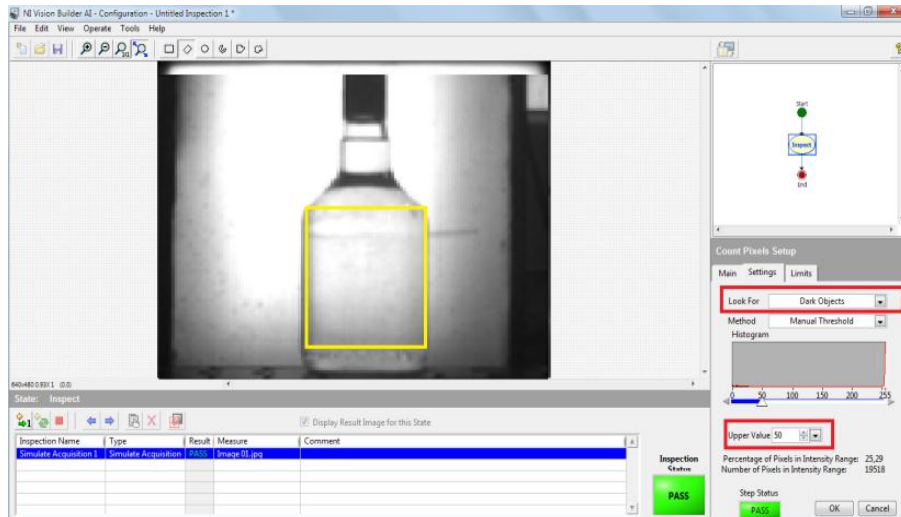 NI Vision Builder AI - Configuration - Untitled Inspection 1 *
File Edit View Operate Tools Help
Start
Inspect
End
Count Pixels Setup
Main Settings Limits
Look For Dark Objects
Method Manual Threshold
Histogram
0 50 100 150 200 255
Upper Value 50
Percentage of Pixels in Intensity Range: 25,29
Number of Pixels in Intensity Range: 19518
Step Status
PASS OK Cancel
640x480 0.93X 1 (0,0)
State: Inspect
1 Display Result Image for this State
Inspection Name Type Result Measure Comment
Simulate Acquisition 1 Simulate Acquisition PASS Image 01.jpg
Inspection
Status
PASS